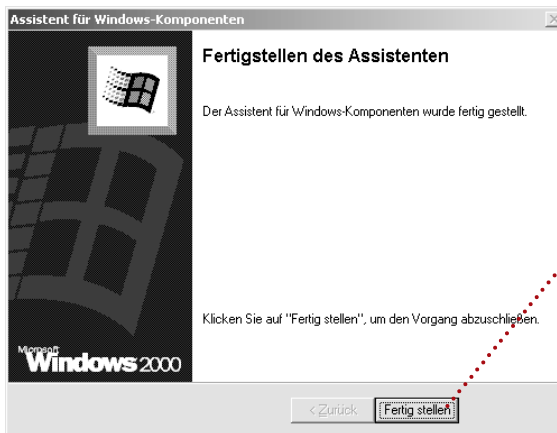 Assistent für Windows-Komponenten
Fertigstellen des Assistenten
Der Assistent für Windows-Komponenten wurde fertig gestellt.
Klicken Sie auf "Fertig stellen", um den Vorgang abzuschließen.
Microsoft
Windows 2000
< Zurück
Fertig stellen